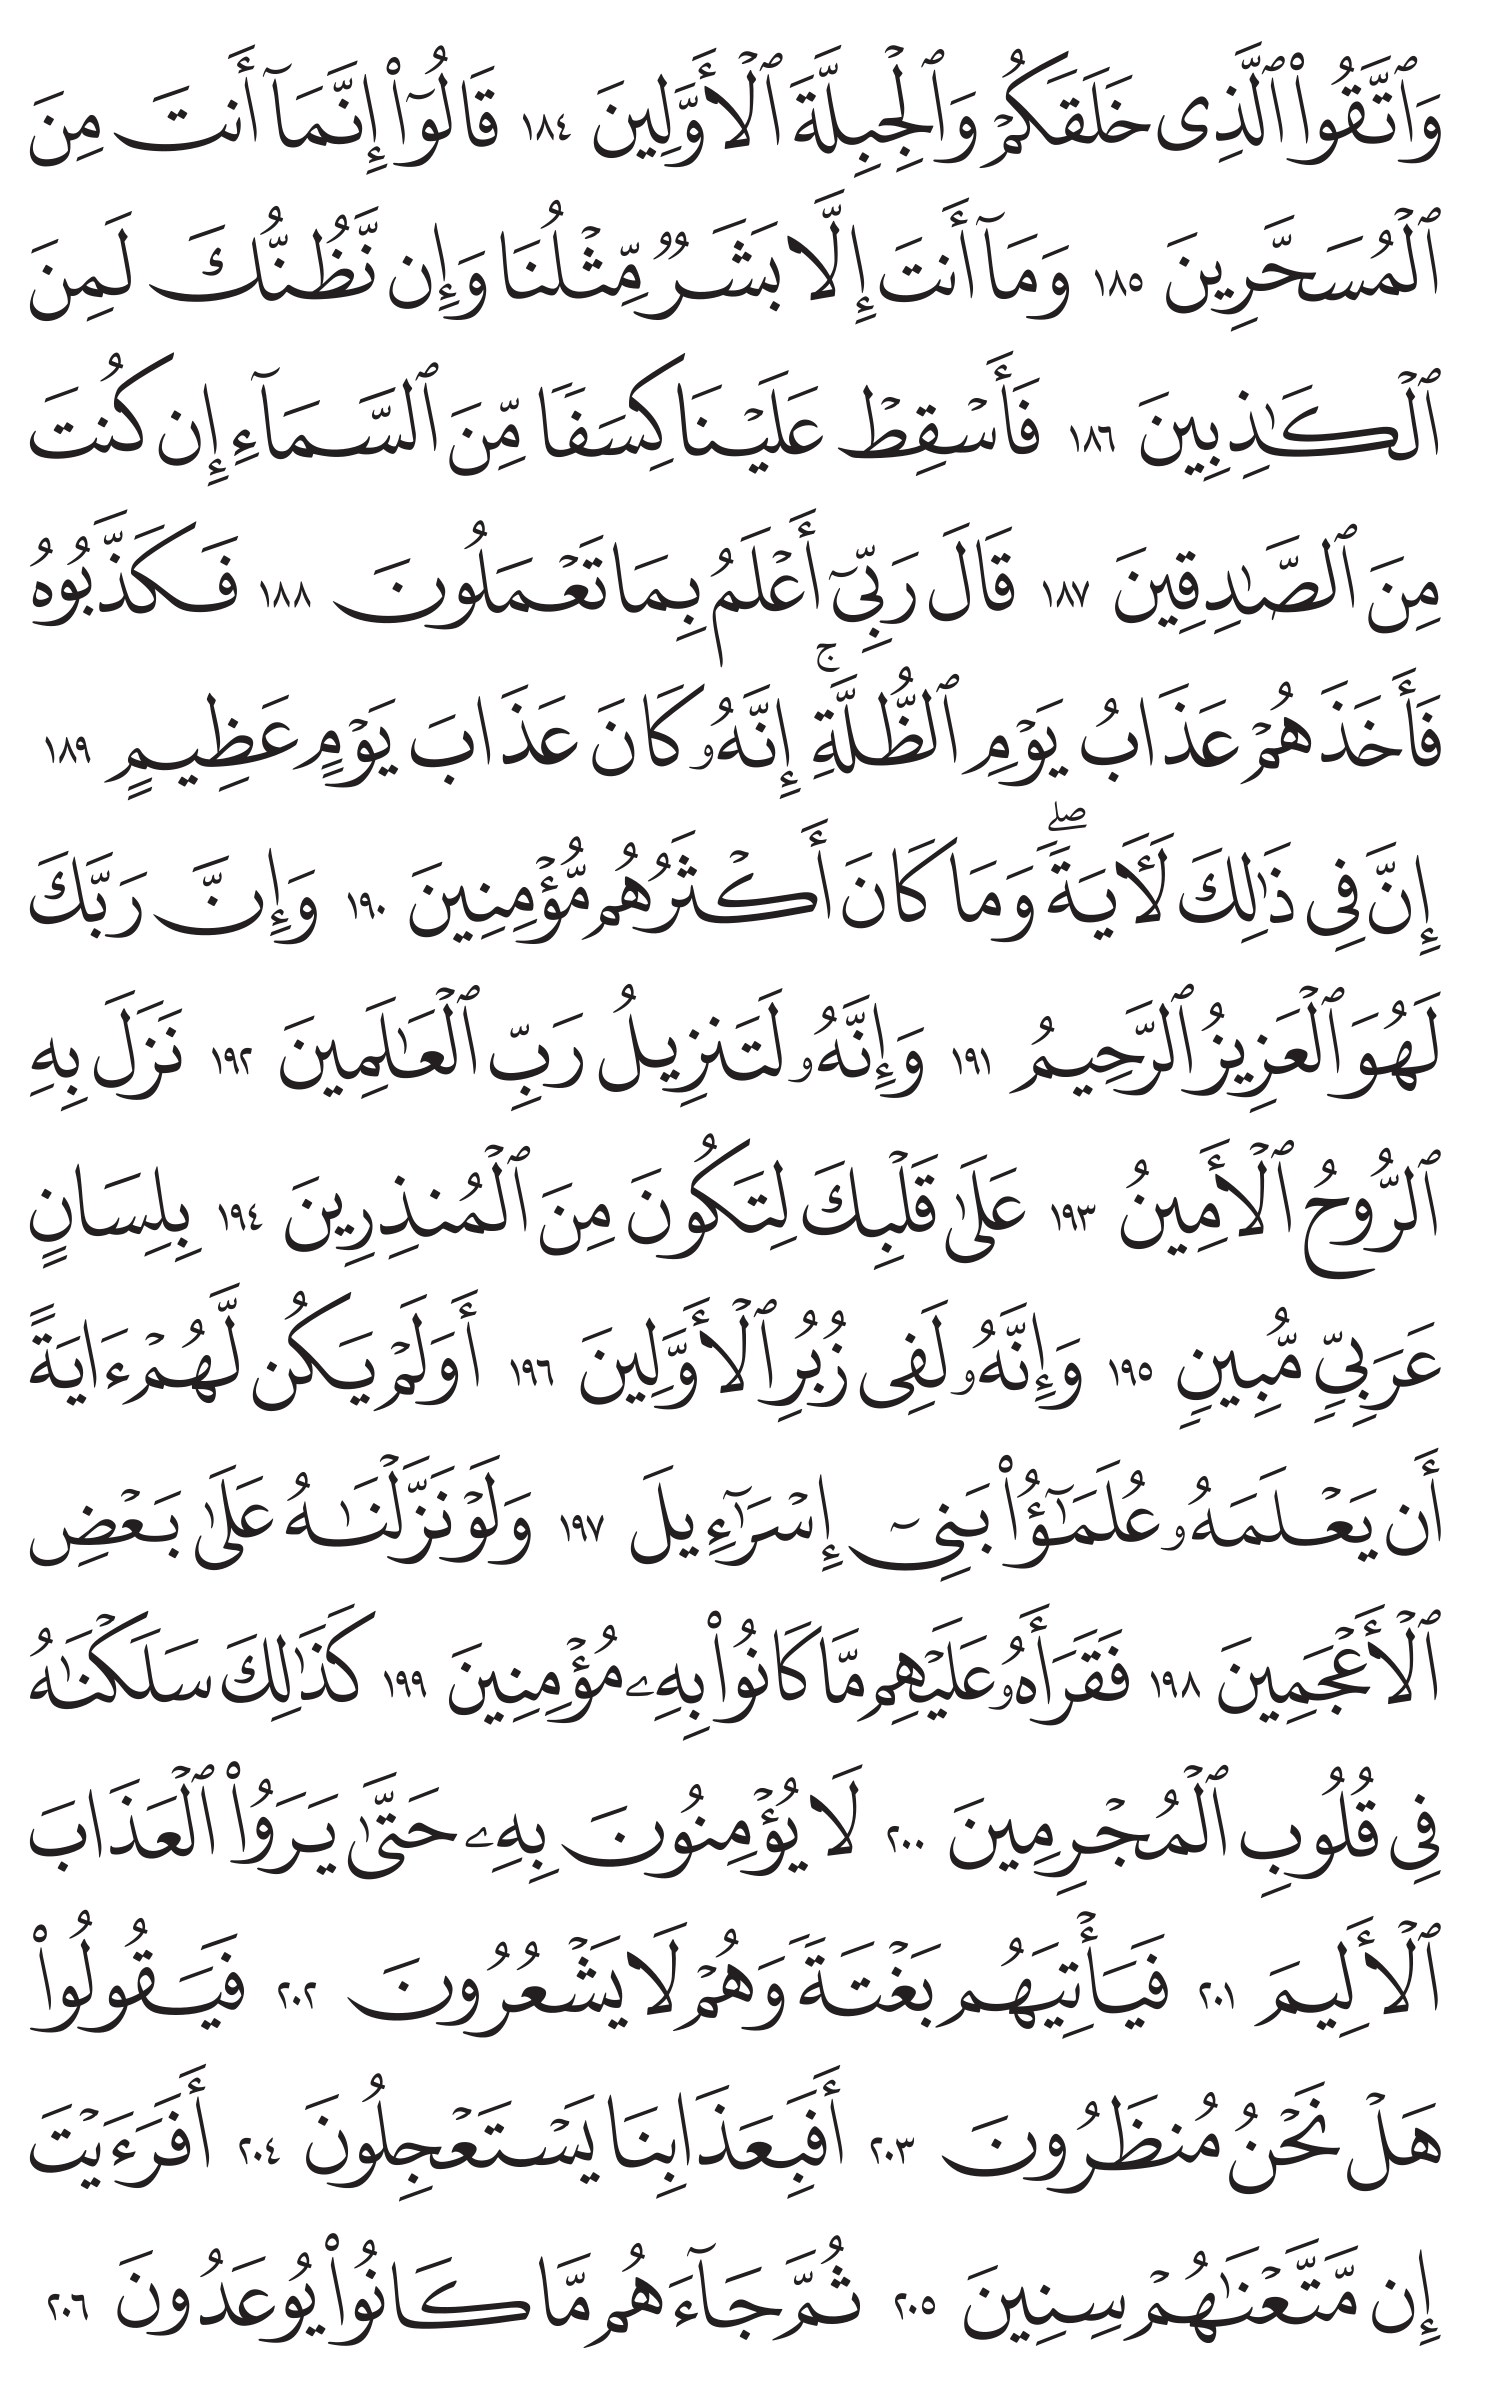 وَٱتَّقُوا۟ ٱلَّذِى خَلَقَكُمْ وَٱلْجِبِلَّةَ ٱلْأَوَّلِينَ ١٨٤ قَالُوٓا۟ إِنَّمَآ أَنتَ مِنَ
ٱلْمُسَحَّرِينَ ١٨٥ وَمَآ أَنتَ إِلَّا بَشَرٌ مِّثْلُنَا وَإِن نَّظُنُّكَ لَمِنَ
ٱلْكَـٰذِبِينَ ١٨٦ فَأَسْقِطْ عَلَيْنَا كِسَفًا مِّنَ ٱلسَّمَآءِ إِن كُنتَ
مِنَ ٱلصَّـٰدِقِينَ ١٨٧ قَالَ رَبِّىٓ أَعْلَمُ بِمَا تَعْمَلُونَ ١٨٨ فَكَذَّبُوهُ
فَأَخَذَهُمْ عَذَابُ يَوْمِ ٱلظُّلَّةِ ۚ إِنَّهُۥ كَانَ عَذَابَ يَوْمٍ عَظِيمٍ ١٨٩
إِنَّ فِى ذَٰلِكَ لَـَٔايَةً ۖ وَمَا كَانَ أَكْثَرُهُم مُّؤْمِنِينَ ١٩٠ وَإِنَّ رَبَّكَ
لَهُوَ ٱلْعَزِيزُ ٱلرَّحِيمُ ١٩١ وَإِنَّهُۥ لَتَنزِيلُ رَبِّ ٱلْعَـٰلَمِينَ ١٩٢ نَزَلَ بِهِ
ٱلرُّوحُ ٱلْأَمِينُ ١٩٣ عَلَىٰ قَلْبِكَ لِتَكُونَ مِنَ ٱلْمُنذِرِينَ ١٩٤ بِلِسَانٍ
عَرَبِىٍّ مُّبِينٍ ١٩٥ وَإِنَّهُۥ لَفِى زُبُرِ ٱلْأَوَّلِينَ ١٩٦ أَوَلَمْ يَكُن لَّهُمْ ءَايَةً
أَن يَعْلَمَهُۥ عُلَمَـٰٓؤُا۟ بَنِىٓ إِسْرَٰٓءِيلَ ١٩٧ وَلَوْ نَزَّلْنَـٰهُ عَلَىٰ بَعْضِ
ٱلْأَعْجَمِينَ ١٩٨ فَقَرَأَهُۥ عَلَيْهِم مَّا كَانُوا۟ بِهِۦ مُؤْمِنِينَ ١٩٩ كَذَٰلِكَ سَلَكْنَـٰهُ
فِى قُلُوبِ ٱلْمُجْرِمِينَ ٢٠٠ لَا يُؤْمِنُونَ بِهِۦ حَتَّىٰ يَرَوُا۟ ٱلْعَذَابَ
ٱلْأَلِيمَ ٢٠١ فَيَأْتِيَهُم بَغْتَةً وَهُمْ لَا يَشْعُرُونَ ٢٠٢ فَيَقُولُوا۟
هَلْ نَحْنُ مُنظَرُونَ ٢٠٣ أَفَبِعَذَابِنَا يَسْتَعْجِلُونَ ٢٠٤ أَفَرَءَيْتَ
إِن مَّتَّعْنَـٰهُمْ سِنِينَ ٢٠٥ ثُمَّ جَآءَهُم مَّا كَانُوا۟ يُوعَدُونَ ٢٠٦